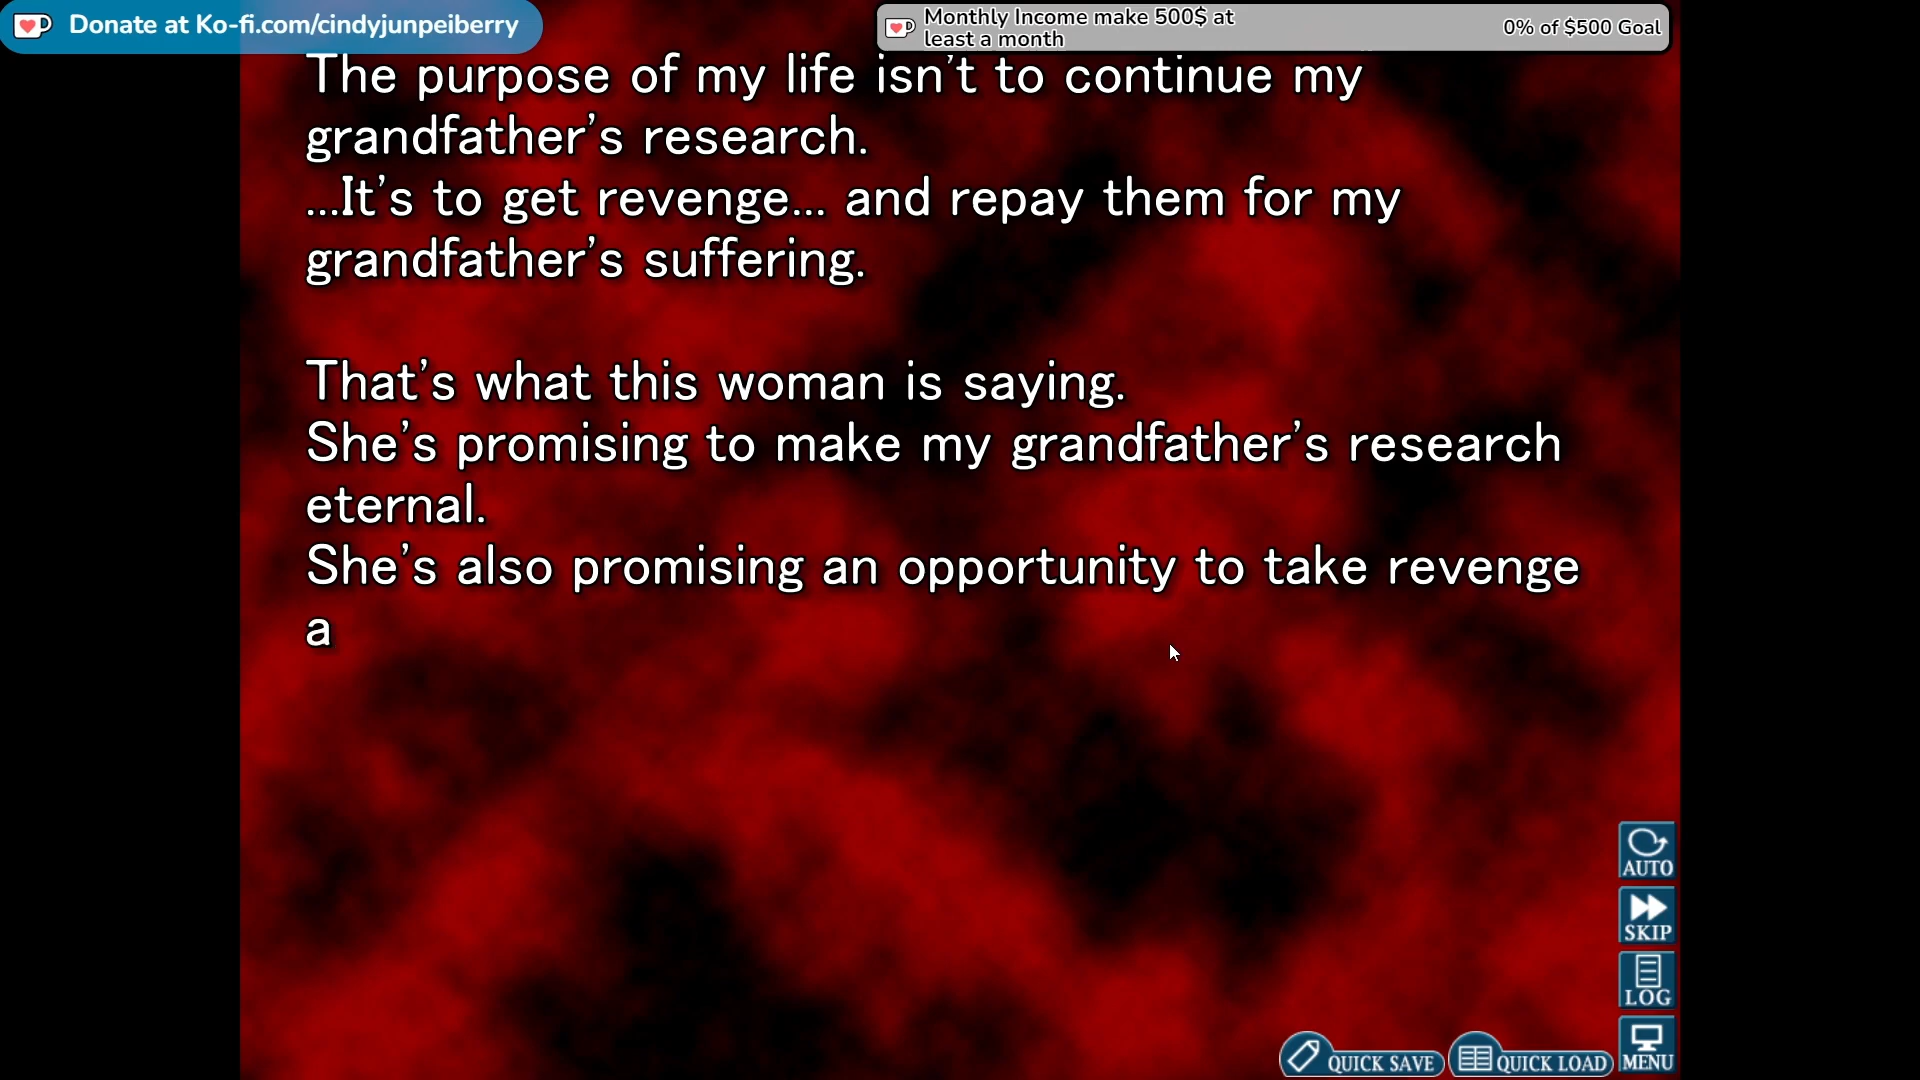 Donate at Ko-fi.com/cindyjunpeiberry
Monthly Income make 500$ at
least a month
0% of $500 Goal
The purpose of my life isn't to continue my
grandfather's research.
...It's to get revenge... and repay them for my
grandfather's suffering.
That's what this woman is saying.
She's promising to make my grandfather's research
eternal.
She's also promising an opportunity to take revenge
a
AUTO
SKIP
LOG
MENU
QUICK SAVE
QUICK LOAD